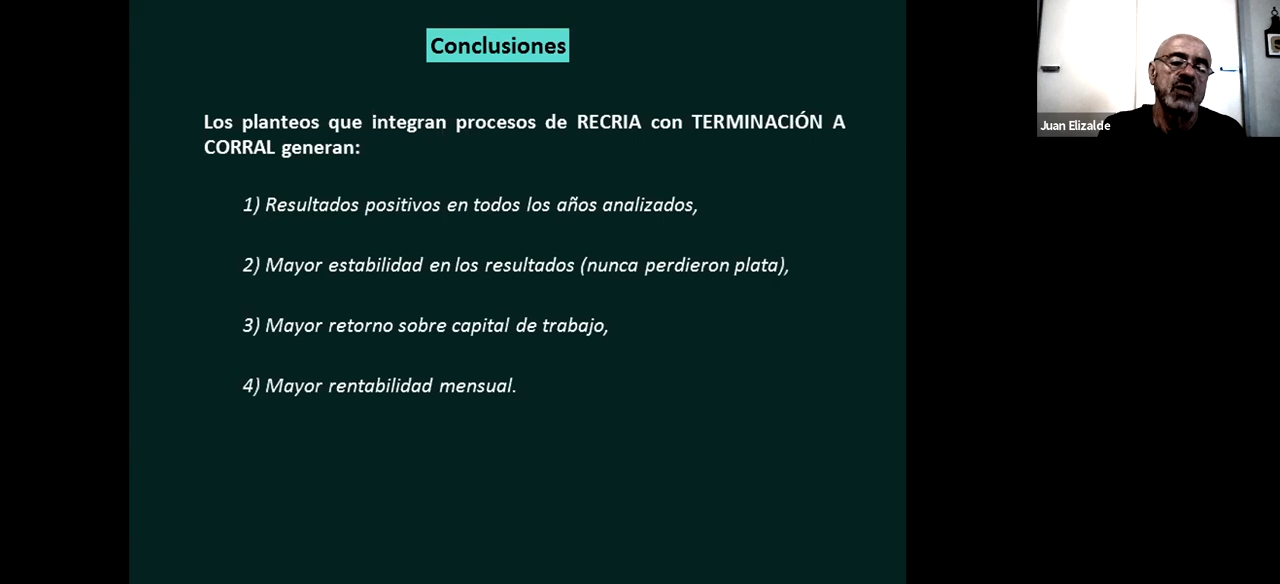 Conclusiones
Los planteos que integran procesos de RECRIA con TERMINACIÓN A
CORRAL generan:
1) Resultados positivos en todos los años analizados,
2) Mayor estabilidad en los resultados (nunca perdieron plata),
3) Mayor retorno sobre capital de trabajo,
4) Mayor rentabilidad mensual.
Juan Elizalde